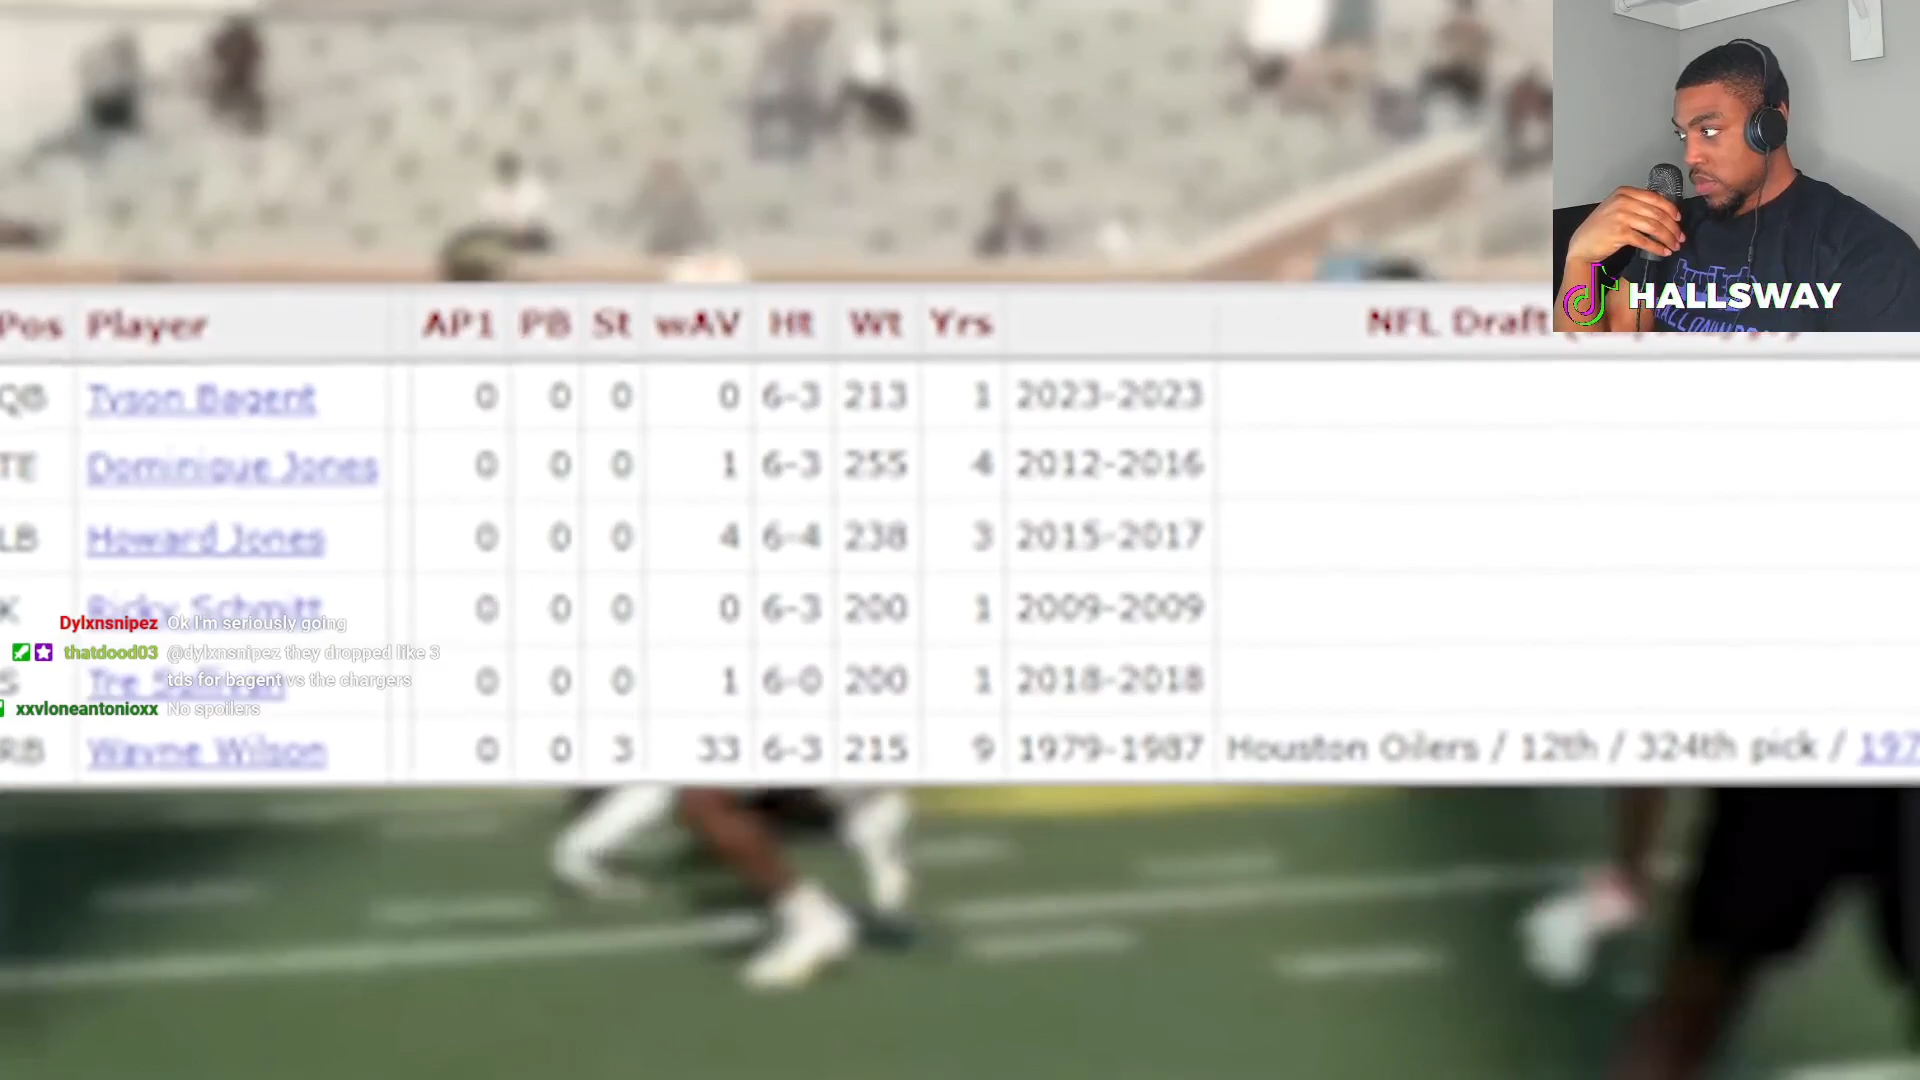 HALLSWAY
Pos Player AP1 PB St wAV Ht Wt Yrs NFL Draft
QB Tyson Bagent 0 0 0 0 6-3 213 1 2023-2023
TE Dominique Jones 0 0 0 1 6-3 255 4 2012-2016
LB Howard Jones 0 0 0 4 6-4 238 3 2015-2017
K Ricky Schmitt 0 0 0 0 6-3 200 1 2009-2009
Dylxnsnipez Ok I'm seriously going
thatdood03 @dylxnsnipez they dropped like 3
tds for bagent vs the chargers
S Tre Sullivan 0 0 0 1 6-0 200 1 2018-2018
xxvloneantonioxx No spoilers
RB Wayne Wilson 0 0 3 33 6-3 215 9 1979-1987 Houston Oilers / 12th / 324th pick / 197